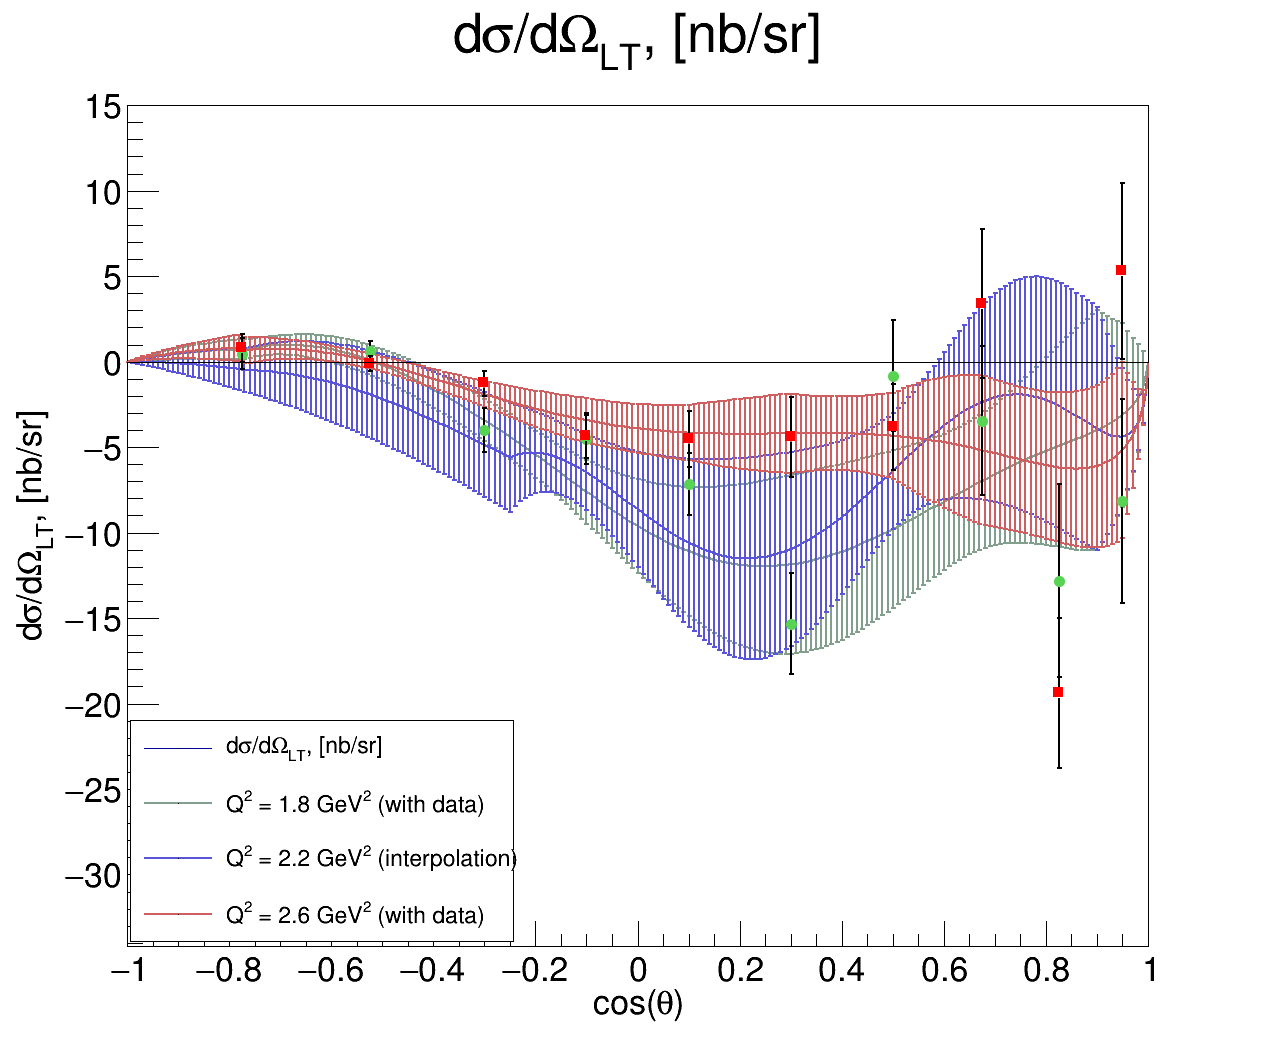 dσ/dΩ_LT, [nb/sr]
dσ/dΩ_LT, [nb/sr]
15
10
5
0
−5
−10
−15
−20
−25
−30
dσ/dΩ_LT, [nb/sr]
Q² = 1.8 GeV² (with data)
Q² = 2.2 GeV² (interpolation)
Q² = 2.6 GeV² (with data)
−1 −0.8 −0.6 −0.4 −0.2 0 0.2 0.4 0.6 0.8 1
cos(θ)